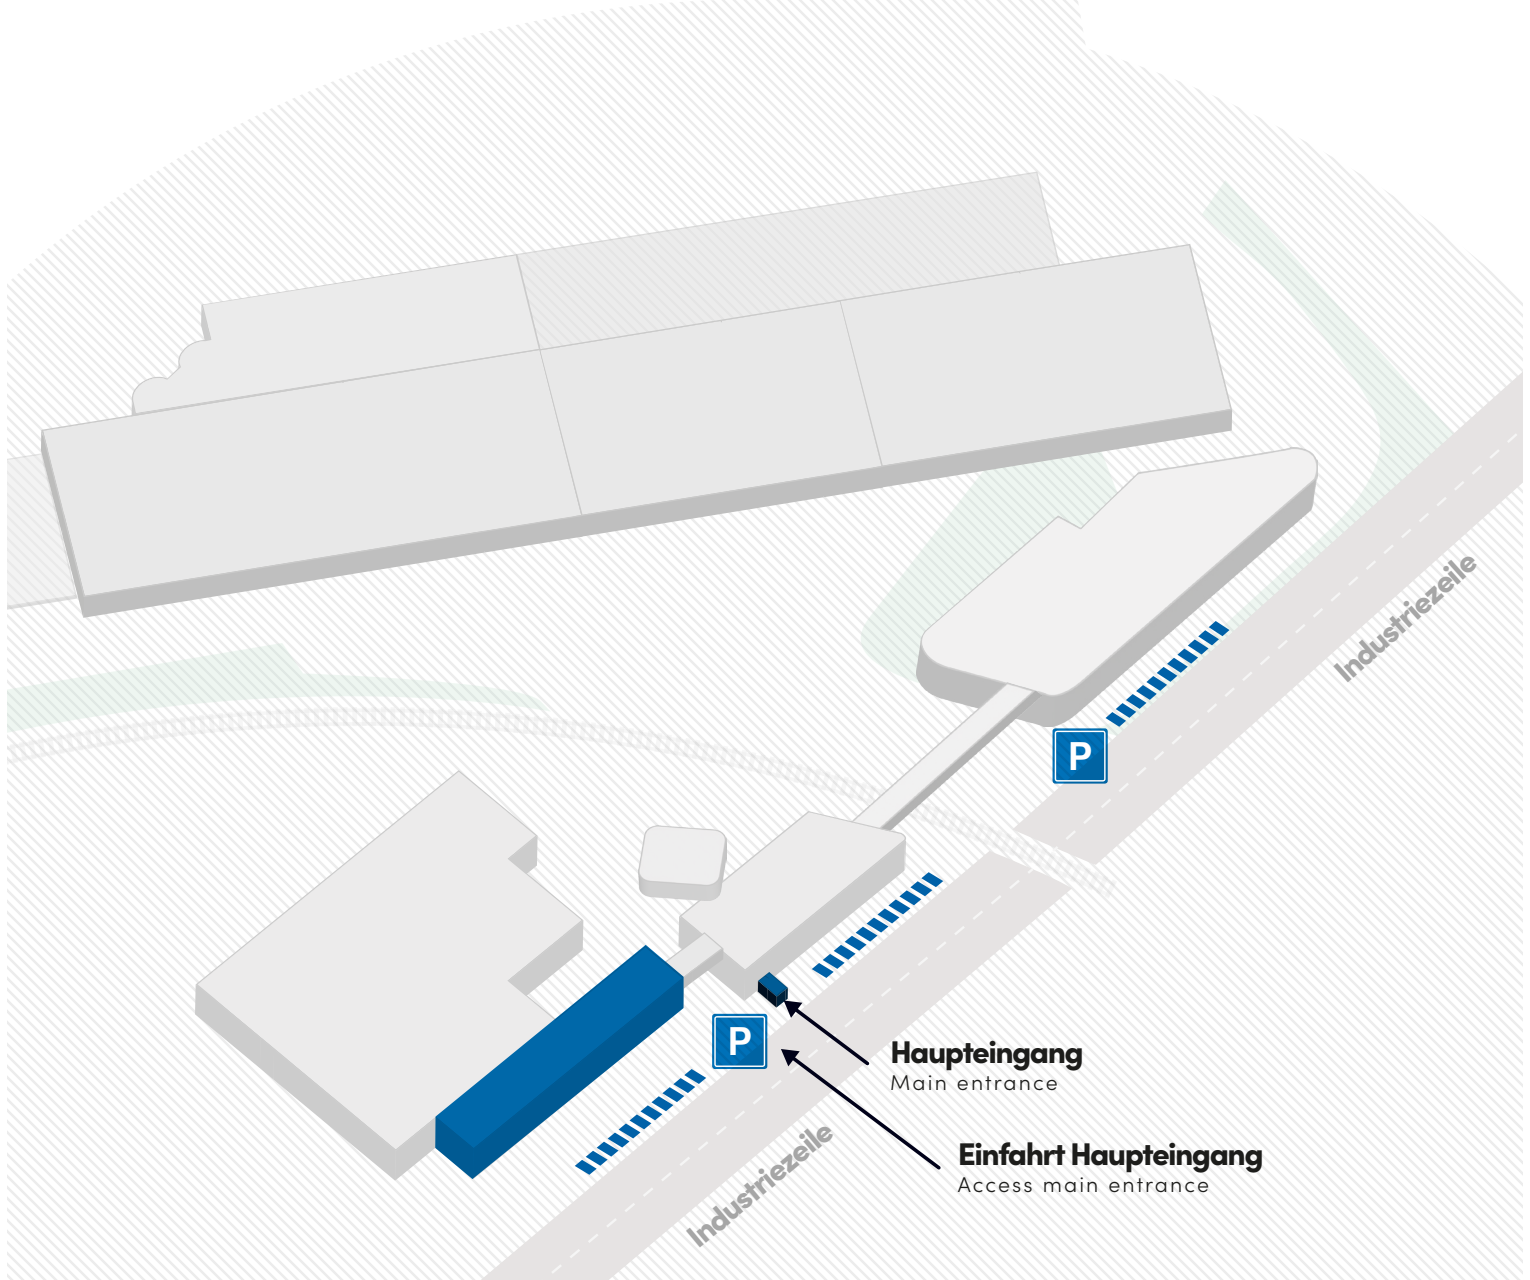 Industriezeile
P
P
Haupteingang
Main entrance
Einfahrt Haupteingang
Access main entrance
Industriezeile